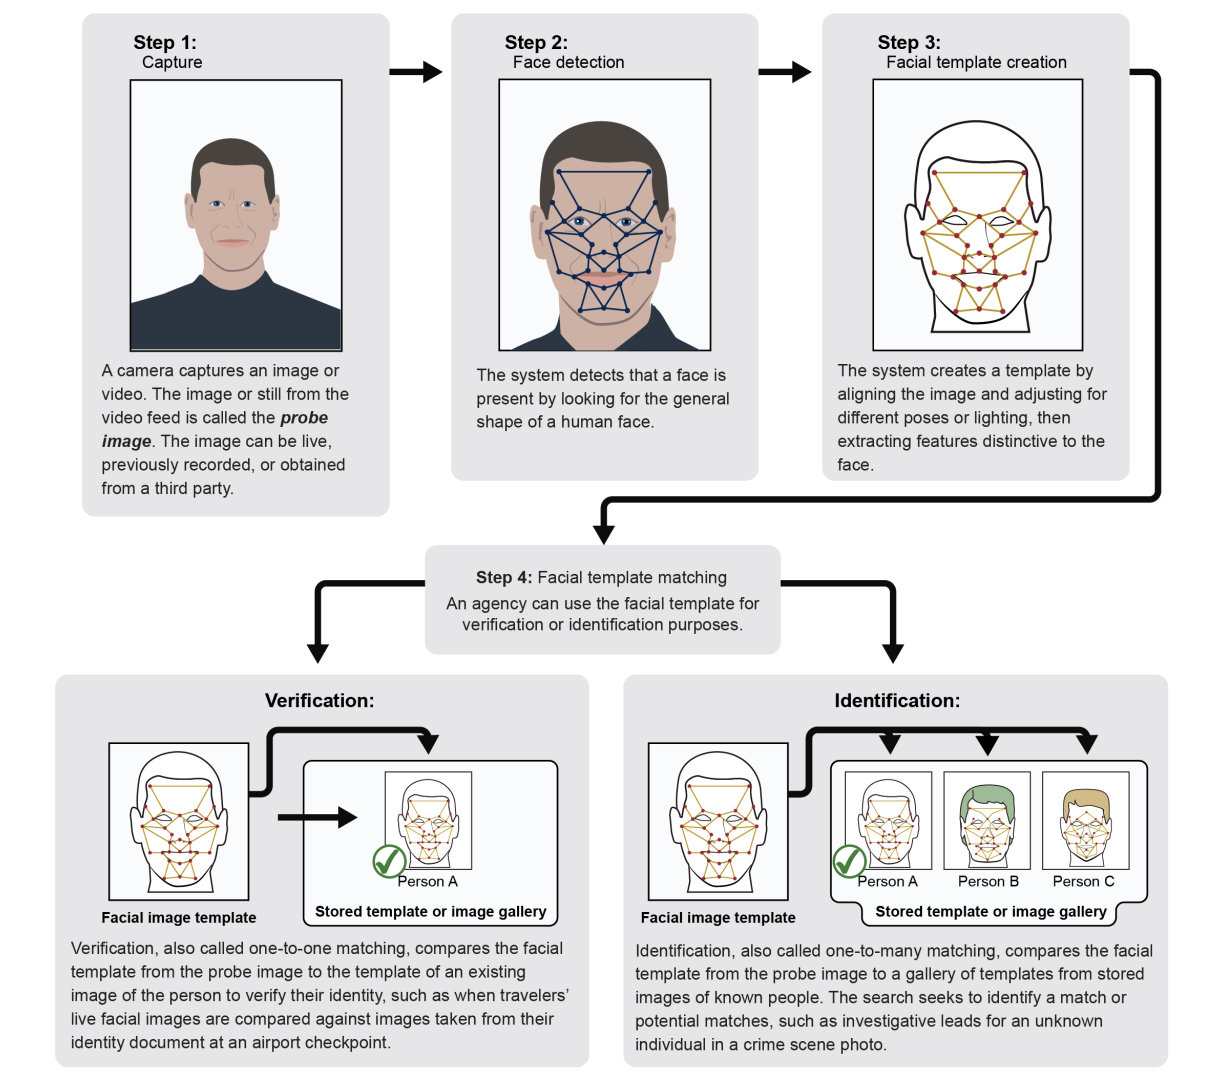 Step 1:
Capture
A camera captures an image or
video. The image or still from the
video feed is called the probe
image. The image can be live,
previously recorded, or obtained
from a third party.
Step 2:
Face detection
The system detects that a face is
present by looking for the general
shape of a human face.
Step 3:
Facial template creation
The system creates a template by
aligning the image and adjusting for
different poses or lighting, then
extracting features distinctive to the
face.
Step 4: Facial template matching
An agency can use the facial template for
verification or identification purposes.
Verification:
Facial image template
Person A
Stored template or image gallery
Verification, also called one-to-one matching, compares the facial
template from the probe image to the template of an existing
image of the person to verify their identity, such as when travelers’
live facial images are compared against images taken from their
identity document at an airport checkpoint.
Identification:
Facial image template
Person A
Person B
Person C
Stored template or image gallery
Identification, also called one-to-many matching, compares the facial
template from the probe image to a gallery of templates from stored
images of known people. The search seeks to identify a match or
potential matches, such as investigative leads for an unknown
individual in a crime scene photo.